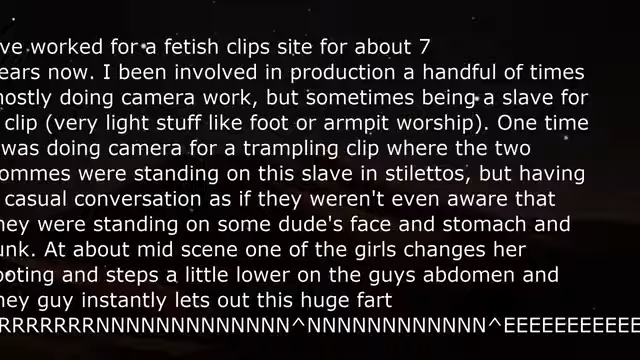 ve worked for a fetish clips site for about 7
ears now. I been involved in production a handful of times
ostly doing camera work, but sometimes being a slave for
clip (very light stuff like foot or armpit worship). One time
was doing camera for a trampling clip where the two
ommes were standing on this slave in stilettos, but having
casual conversation as if they weren't even aware that
hey were standing on some dude's face and stomach and
unk. At about mid scene one of the girls changes her
ooting and steps a little lower on the guys abdomen and
hey guy instantly lets out this huge fart
RRRRRRRNNNNNNNNNNNNN^NNNNNNNNNNNN^EEEEEEEEEEE